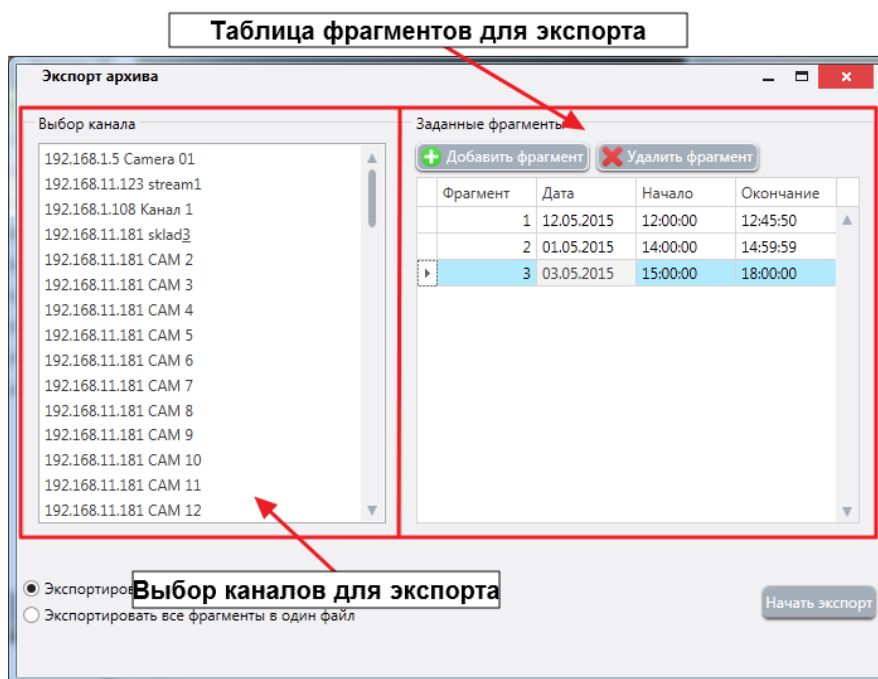 Таблица фрагментов для экспорта
Экспорт архива
Выбор канала
192.168.1.5 Camera 01
192.168.11.123 stream1
192.168.1.108 Канал 1
192.168.11.181 sklad3
192.168.11.181 CAM 2
192.168.11.181 CAM 3
192.168.11.181 CAM 4
192.168.11.181 CAM 5
192.168.11.181 CAM 6
192.168.11.181 CAM 7
192.168.11.181 CAM 8
192.168.11.181 CAM 9
192.168.11.181 CAM 10
192.168.11.181 CAM 11
192.168.11.181 CAM 12
Заданные фрагменты
Добавить фрагмент Удалить фрагмент
Фрагмент Дата Начало Окончание
1 12.05.2015 12:00:00 12:45:50
2 01.05.2015 14:00:00 14:59:59
3 03.05.2015 15:00:00 18:00:00
Выбор каналов для экспорта
Экспортировать все фрагменты в один файл
Начать экспорт